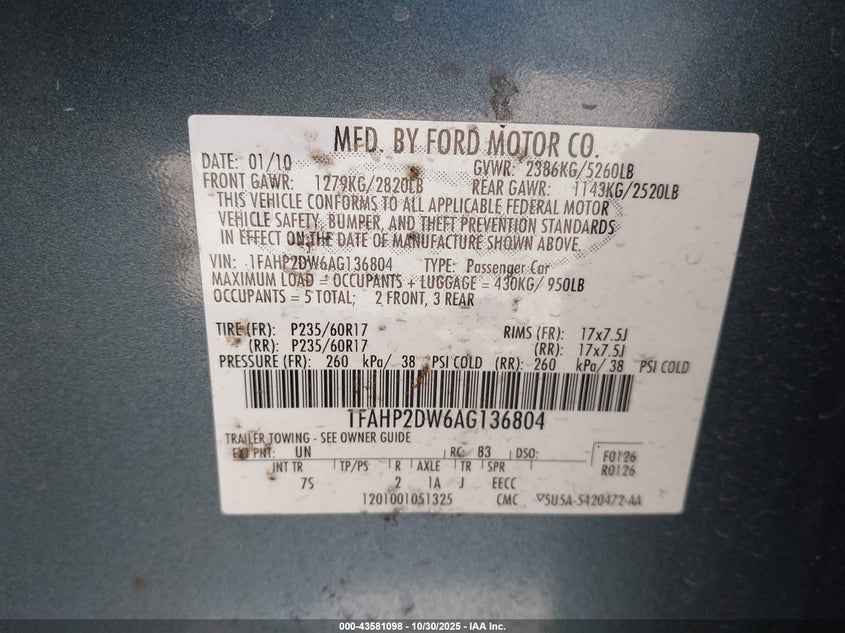 MFD. BY FORD MOTOR CO.
DATE: 01/10 GVWR: 2386KG/5260LB
FRONT GAWR: 1279KG/2820LB REAR GAWR: 1143KG/2520LB
THIS VEHICLE CONFORMS TO ALL APPLICABLE FEDERAL MOTOR
VEHICLE SAFETY, BUMPER, AND THEFT PREVENTION STANDARDS
IN EFFECT ON THE DATE OF MANUFACTURE SHOWN ABOVE.
VIN: 1FAHP2DW6AG136804 TYPE: Passenger Car
MAXIMUM LOAD = OCCUPANTS + LUGGAGE = 430KG/ 950LB
OCCUPANTS = 5 TOTAL; 2 FRONT, 3 REAR
TIRE (FR): P235/60R17 RIMS (FR): 17x7.5J
(RR): P235/60R17 (RR): 17x7.5J
PRESSURE (FR): 260 kPa/ 38 PSI COLD (RR): 260 kPa/ 38 PSI COLD
1FAHP2DW6AG136804
TRAILER TOWING - SEE OWNER GUIDE
EXT PNT: UN RC: 83 DSO: F0126
INT TR TP/PS R AXLE TR SPR R0126
7S 2 1A J EECC
1201001051325 CMC ▽5U5A-5420472-AA
000-43581098 - 10/30/2025 - IAA Inc.